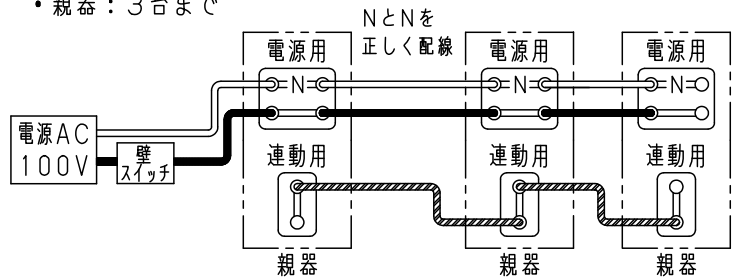 ・親器：３台まで
NとNを
正しく配線
電源用
電源用
電源用
N
N
N
電源AC
100V
壁
スイッチ
連動用
連動用
連動用
親器
親器
親器